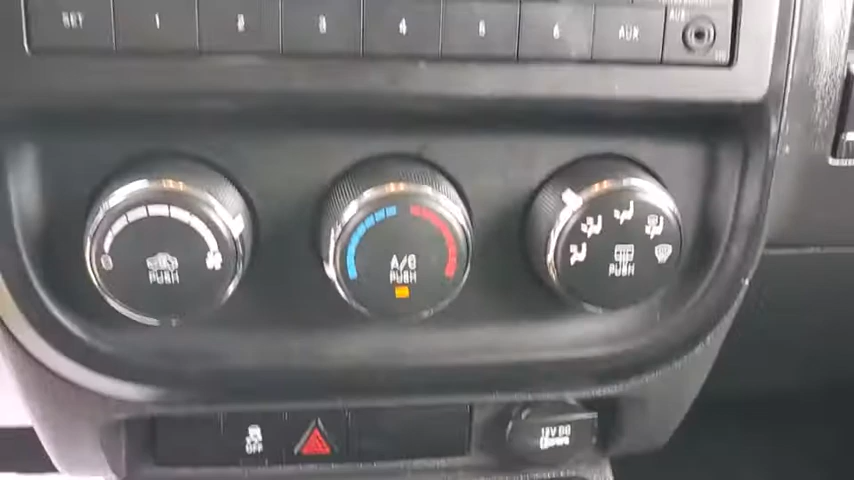 SET 1 2 3 4 5 6 AUX
PUSH
A/C
PUSH
PUSH
OFF
12V DC